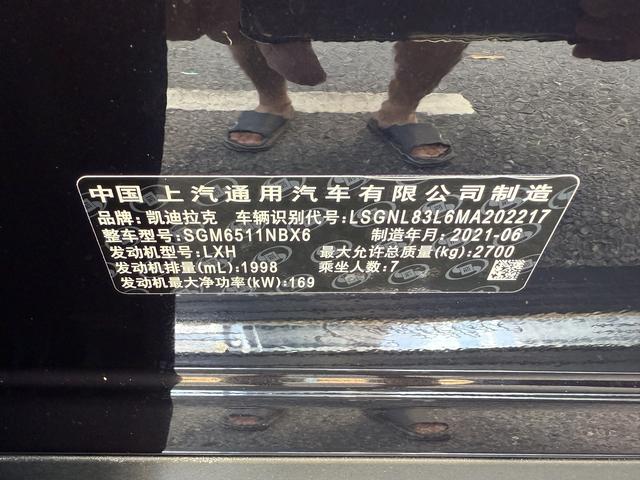 中国上汽通用汽车有限公司制造
品牌:凯迪拉克 车辆识别代号:LSGNL83L6MA202217
整车型号:SGM6511NBX6 制造年月:2021-06
发动机型号:LXH 最大允许总质量(kg):2700
发动机排量(mL):1998 乘坐人数:7
发动机最大净功率(kW):169